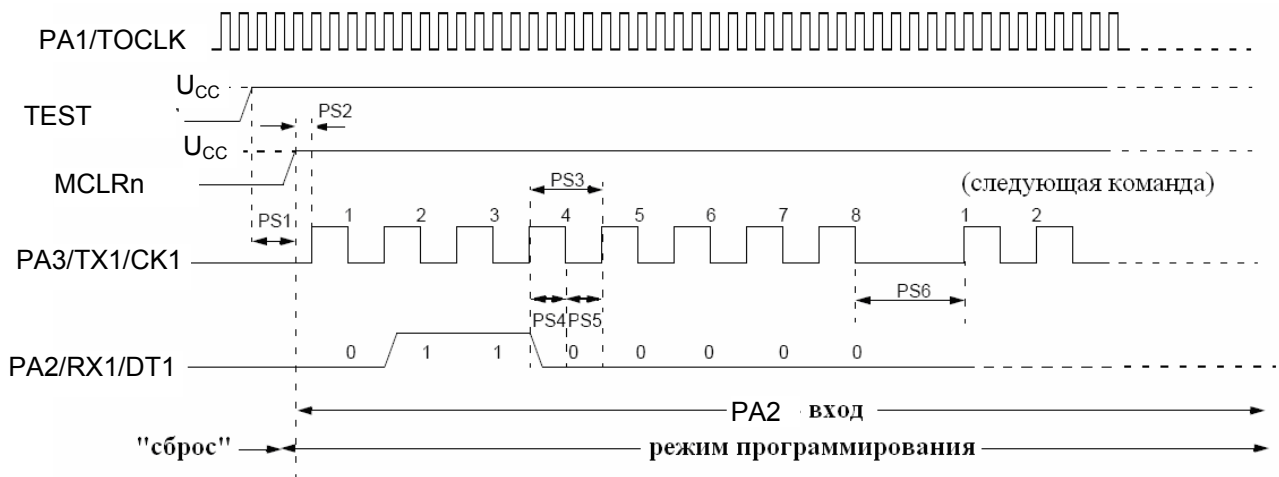 PA1/TOCLK
U_CC
TEST
PS2
U_CC
MCLRn
PS3
(следующая команда)
PS1
1 2 3 4 5 6 7 8 1 2
PA3/TX1/CK1
PS6
PS4 PS5
0 1 1 0 0 0 0 0
PA2/RX1/DT1
PA2 вход
"сброс" режим программирования